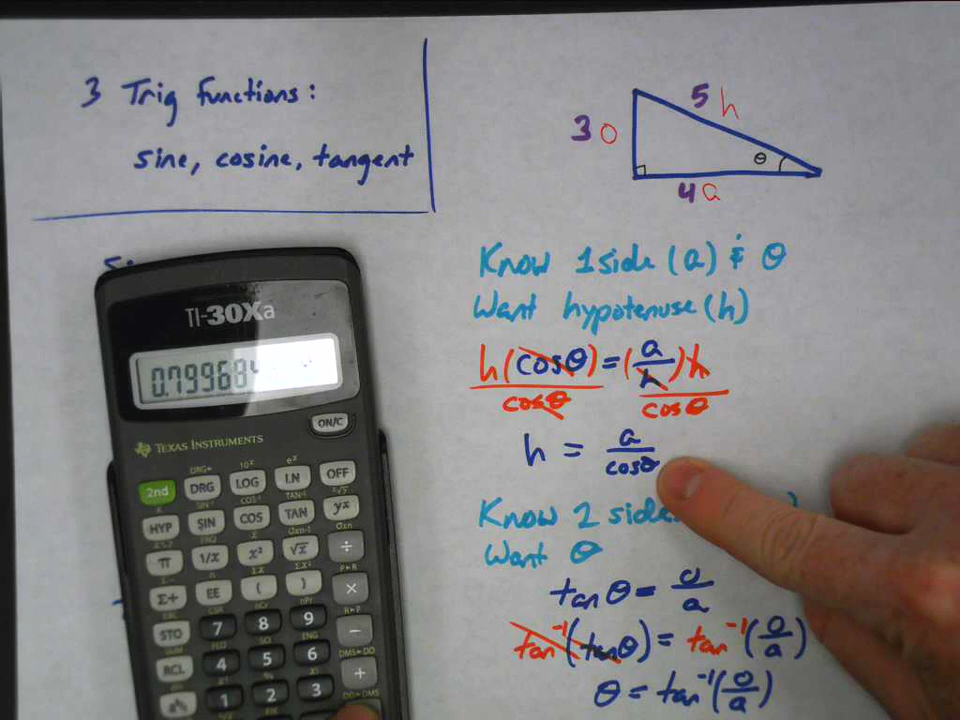 3 Trig functions:
sine, cosine, tangent
5 h
3 o
θ
4 a
Know 1 side (a) & θ
Want hypotenuse (h)
h(cosθ) = (a/h)h
cosθ cosθ
h = a/cosθ
Know 2 side
Want θ
tan θ = o/a
tan⁻¹(tanθ) = tan⁻¹(o/a)
θ = tan⁻¹(o/a)
TI-30Xa
TEXAS INSTRUMENTS
ON/C
2nd DRG LOG LN OFF
HYP SIN COS TAN yx
π 1/x x² √x ÷
Σ+ EE ( ) ×
STO 7 8 9 −
RCL 4 5 6 +
1 2 3